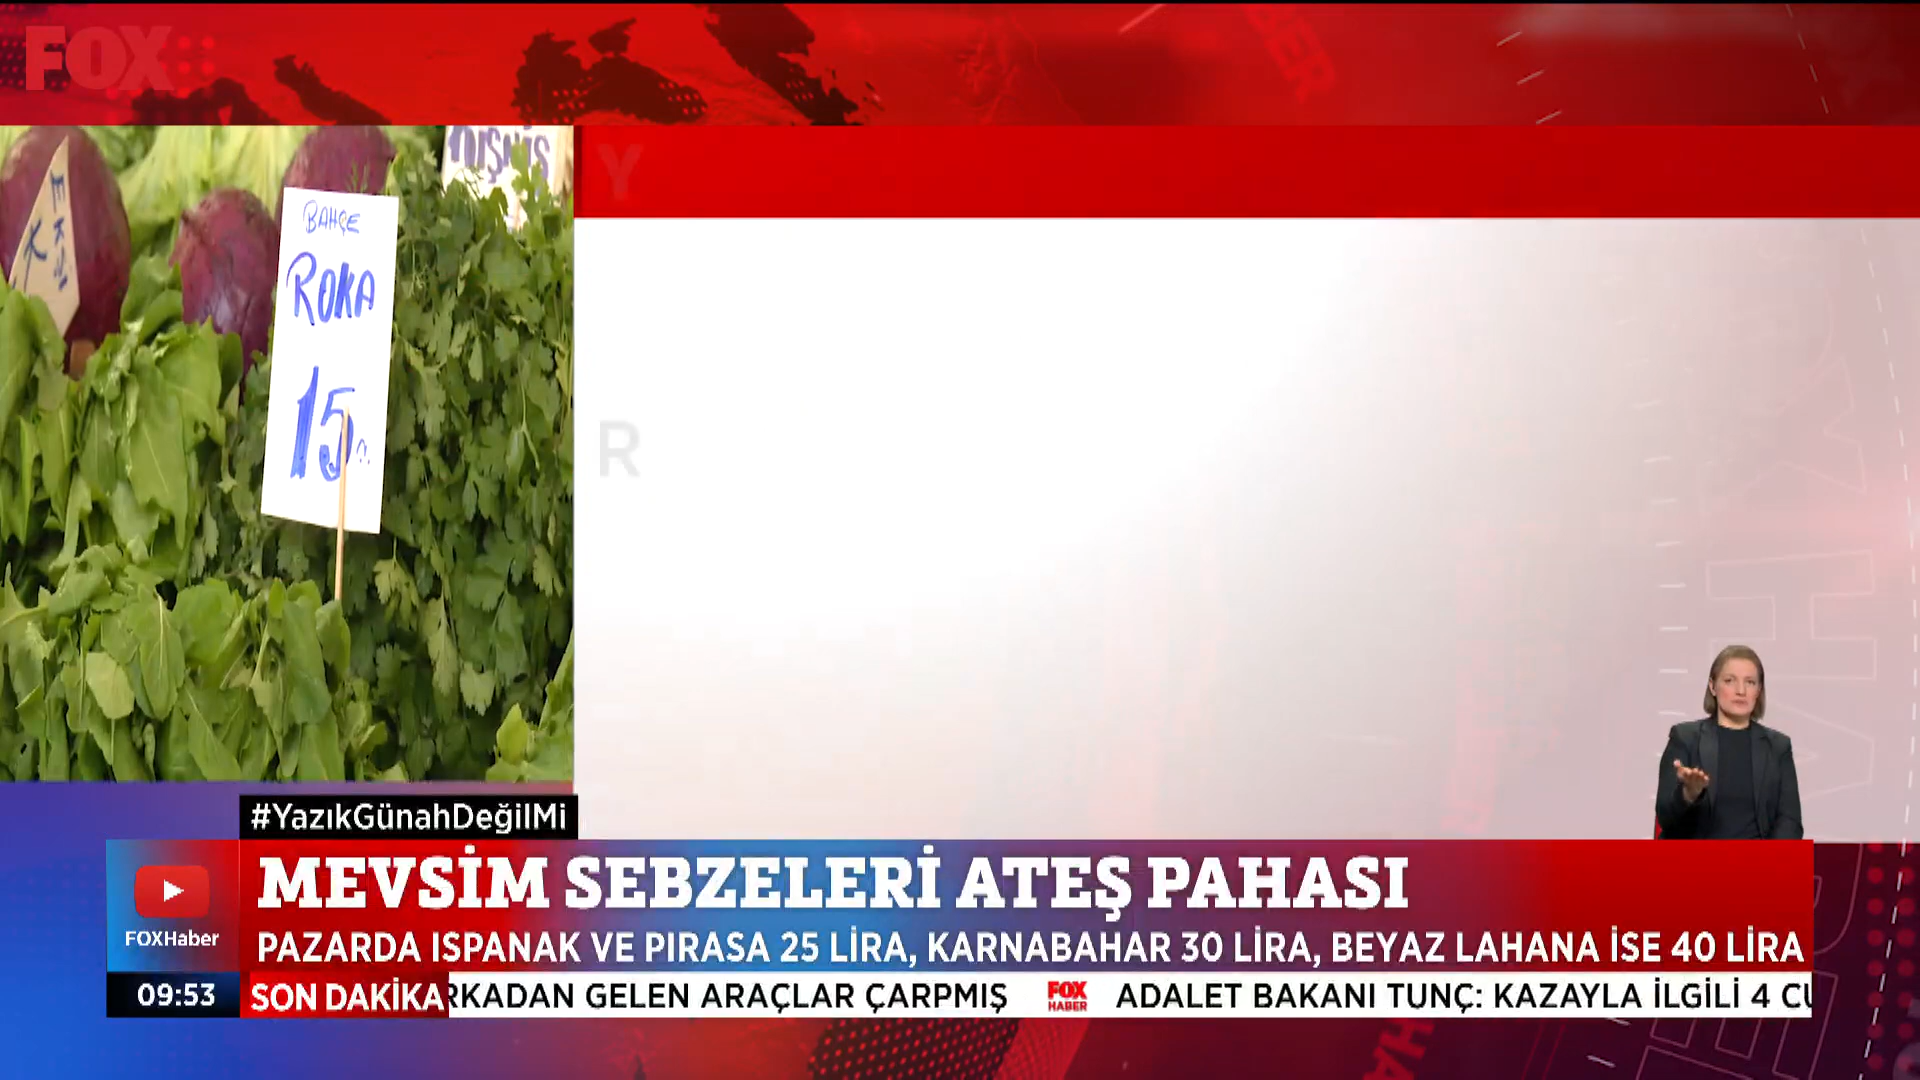 FOX
Y
BAHÇE
ROKA
15
R
#YazıkGünahDeğilMi
MEVSİM SEBZELERİ ATEŞ PAHASI
FOXHaber
PAZARDA ISPANAK VE PIRASA 25 LİRA, KARNABAHAR 30 LİRA, BEYAZ LAHANA İSE 40 LİRA
09:53
SON DAKİKA
RKADAN GELEN ARAÇLAR ÇARPMIŞ
FOX
HABER
ADALET BAKANI TUNÇ: KAZAYLA İLGİLİ 4